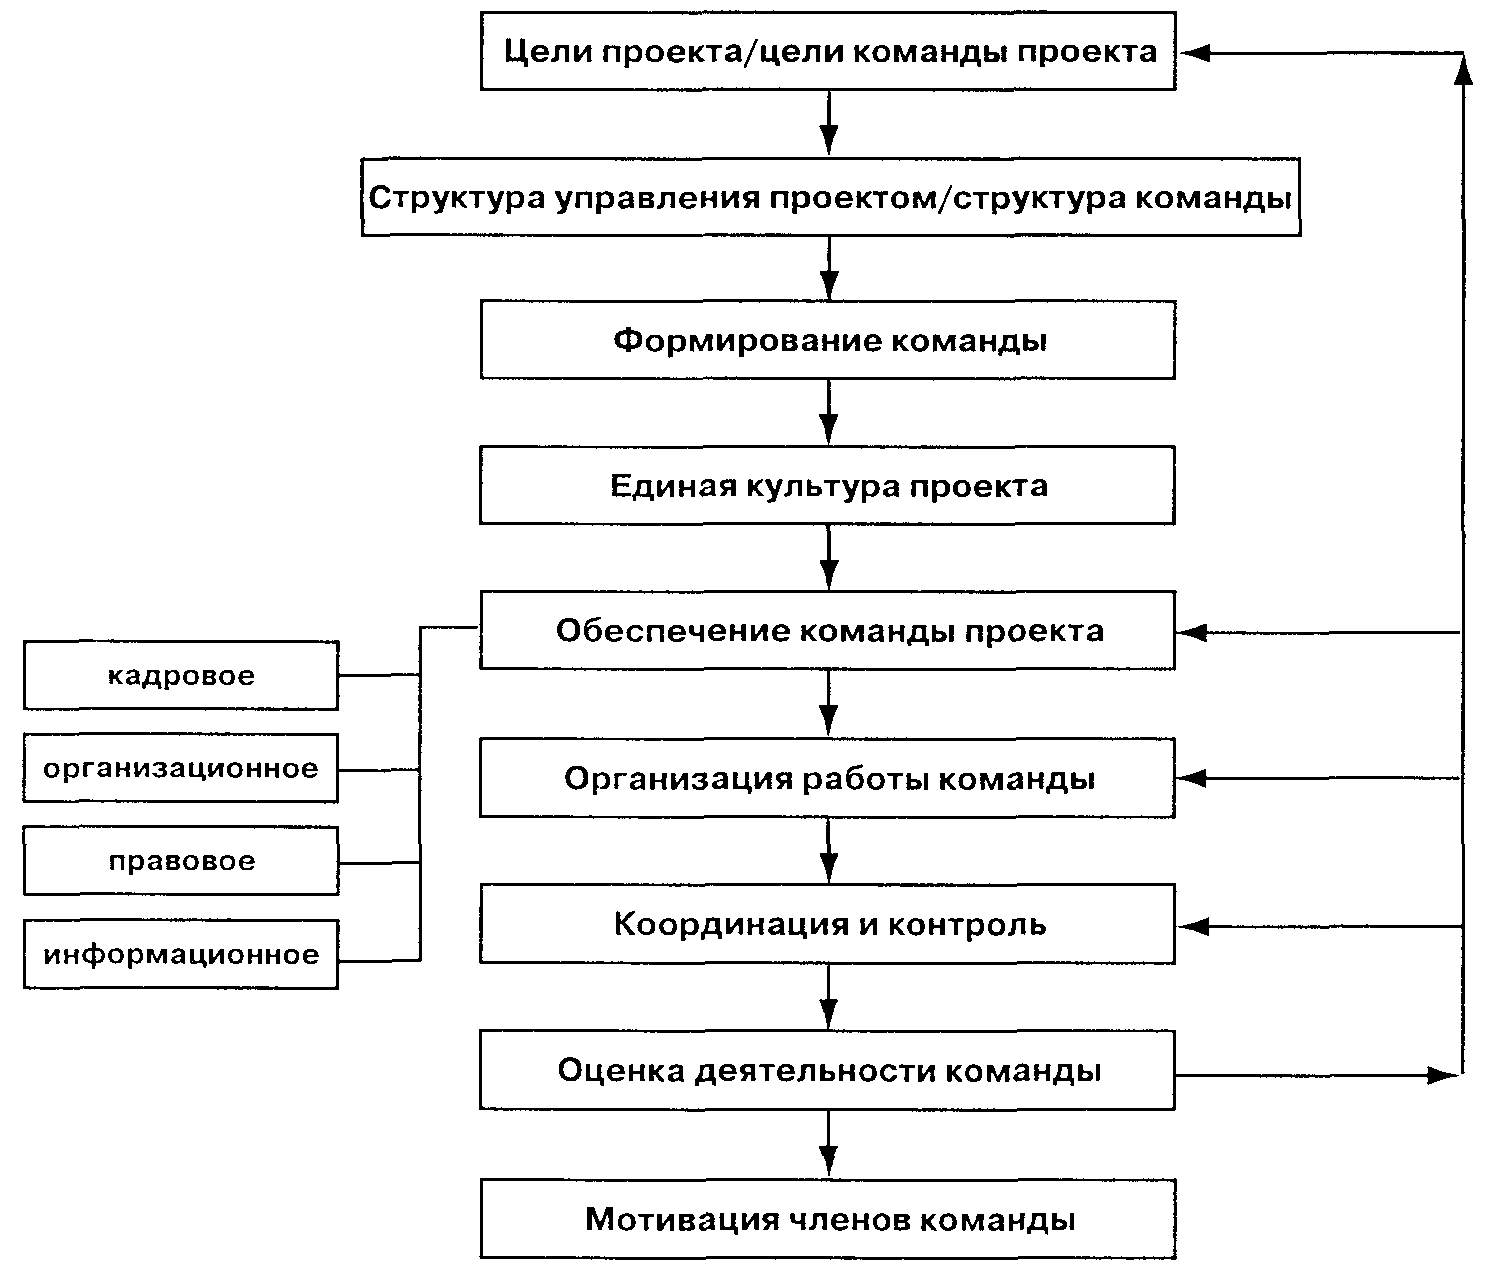 Цели проекта/цели команды проекта
Структура управления проектом/структура команды
Формирование команды
Единая культура проекта
Обеспечение команды проекта
кадровое
организационное
правовое
информационное
Организация работы команды
Координация и контроль
Оценка деятельности команды
Мотивация членов команды